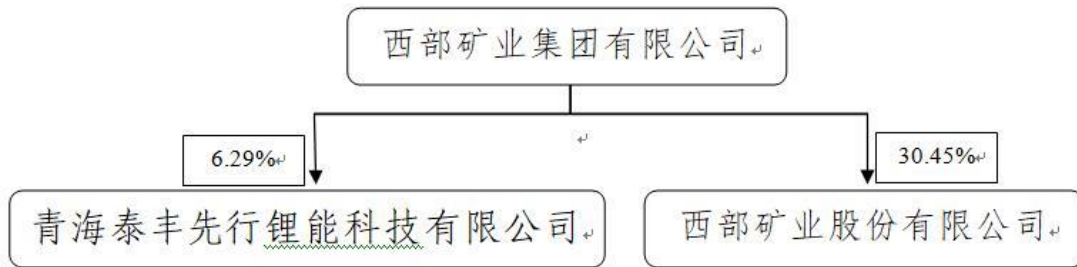 西部矿业集团有限公司
6.29%
30.45%
青海泰丰先行锂能科技有限公司
西部矿业股份有限公司